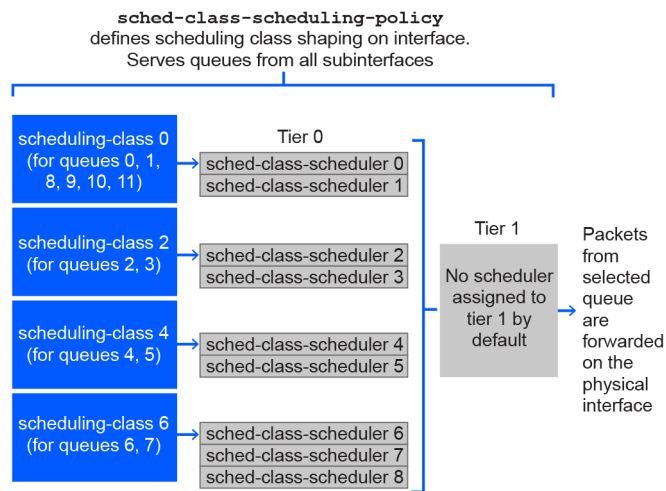 sched-class-scheduling-policy
defines scheduling class shaping on interface.
Serves queues from all subinterfaces
scheduling-class 0
(for queues 0, 1,
8, 9, 10, 11)
scheduling-class 2
(for queues 2, 3)
scheduling-class 4
(for queues 4, 5)
scheduling-class 6
(for queues 6, 7)
Tier 0
sched-class-scheduler 0
sched-class-scheduler 1
sched-class-scheduler 2
sched-class-scheduler 3
sched-class-scheduler 4
sched-class-scheduler 5
sched-class-scheduler 6
sched-class-scheduler 7
sched-class-scheduler 8
Tier 1
No scheduler
assigned to
tier 1 by
default
Packets
from
selected
queue
are
forwarded
on the
physical
interface